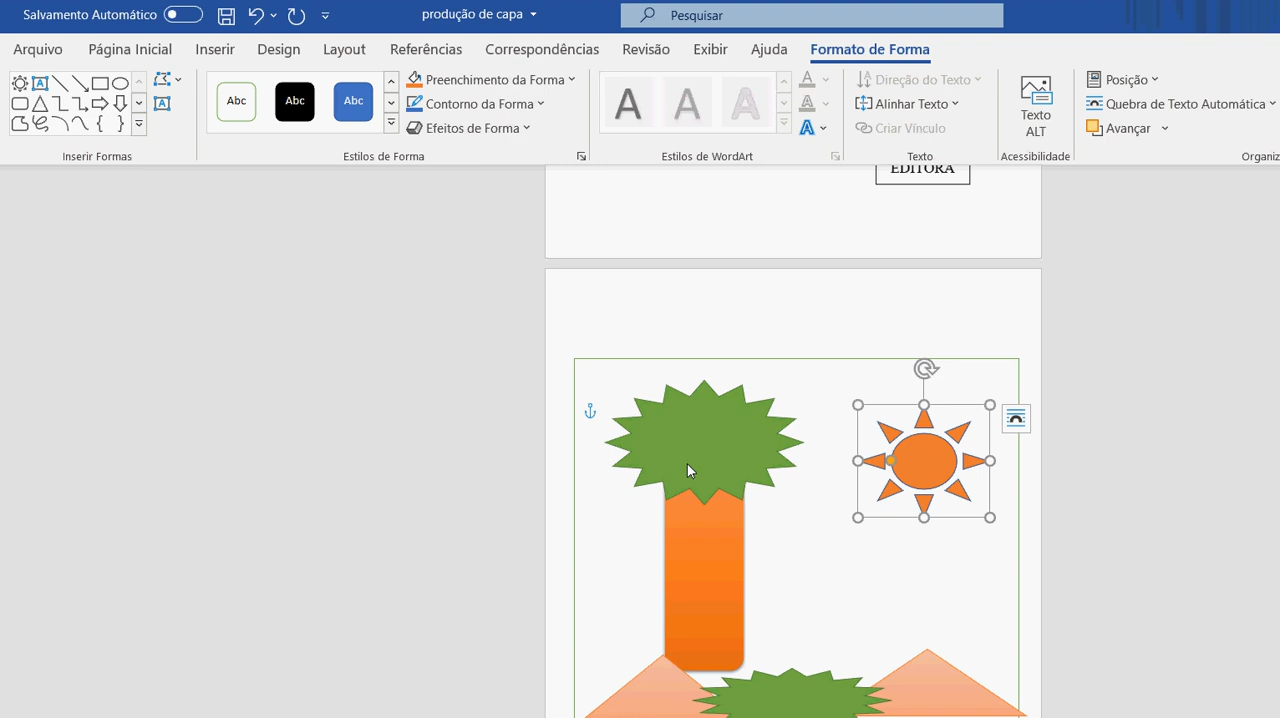 Salvamento Automático
produção de capa
Pesquisar
Arquivo Página Inicial Inserir Design Layout Referências Correspondências Revisão Exibir Ajuda Formato de Forma
Abc Abc Abc
Preenchimento da Forma
Contorno da Forma
Efeitos de Forma
A A A
Direção do Texto
Alinhar Texto
Criar Vínculo
Texto
ALT
Posição
Quebra de Texto Automática
Avançar
Inserir Formas
Estilos de Forma
Estilos de WordArt
Texto
Acessibilidade
Organiz
EDITORA